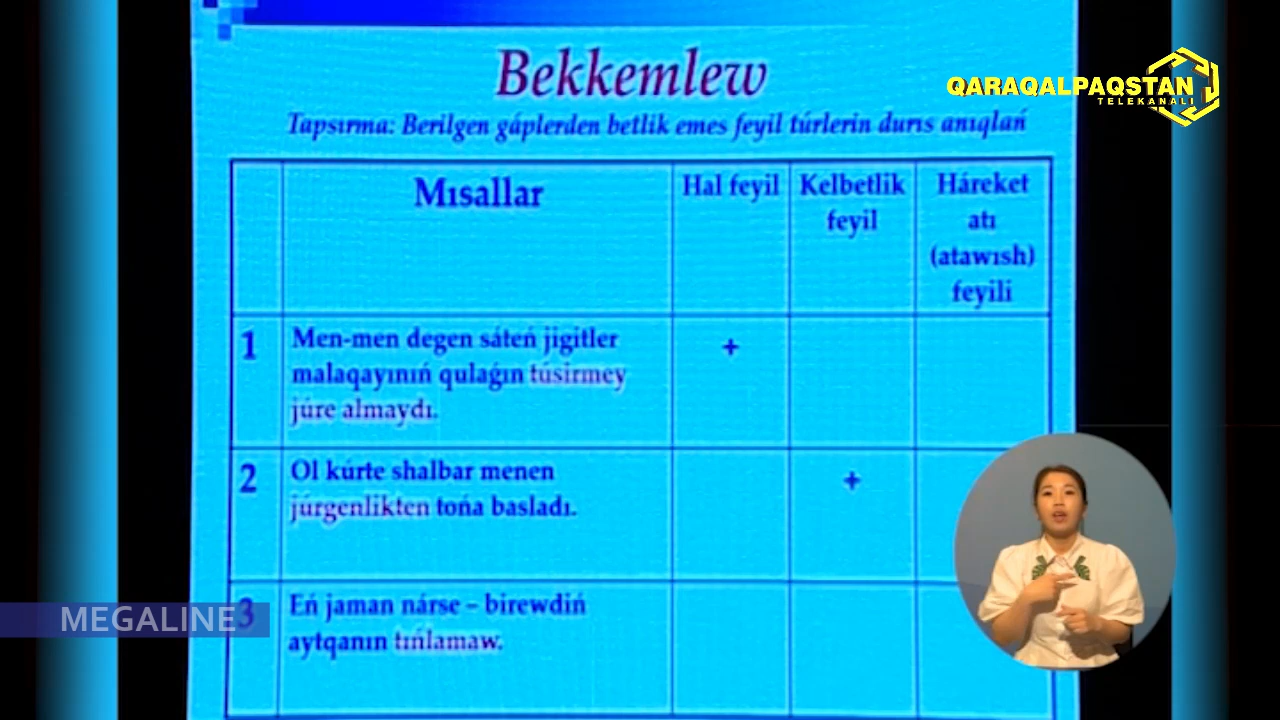 Bekkemlew
QARAQALPAQSTAN
TELEKANALI
Tapsırma: Berilgen gáplerden betlik emes feyil túrlerin durıs anıqlań
Mısallar
Hal feyil
Kelbetlik
feyil
Háreket
atı
(atawısh)
feyili
1
Men-men degen sáteń jigitler
malaqayınıń qulaǵın túsirmey
júre almaydı.
+
2
Ol kúrte shalbar menen
júrgenlikten tońa basladı.
+
3
Eń jaman nárse – birewdiń
aytqanın tıńlamaw.
MEGALINE